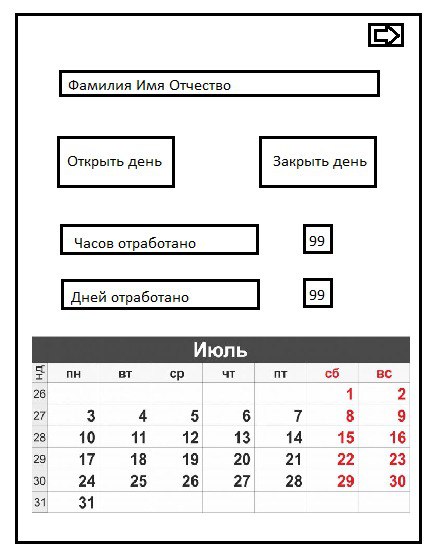 Фамилия Имя Отчество
Открыть день Закрыть день
Часов отработано 99
Дней отработано 99
Июль
нд пн вт ср чт пт сб вс
26 1 2
27 3 4 5 6 7 8 9
28 10 11 12 13 14 15 16
29 17 18 19 20 21 22 23
30 24 25 26 27 28 29 30
31 31